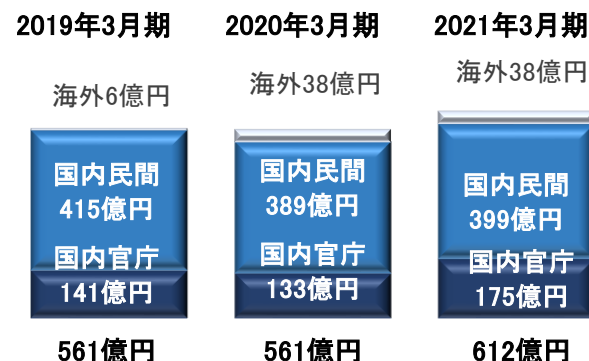 2019年3月期 2020年3月期 2021年3月期
海外6億円 海外38億円 海外38億円
国内民間 国内民間 国内民間
415億円 389億円 399億円
国内官庁 国内官庁 国内官庁
141億円 133億円 175億円
561億円 561億円 612億円